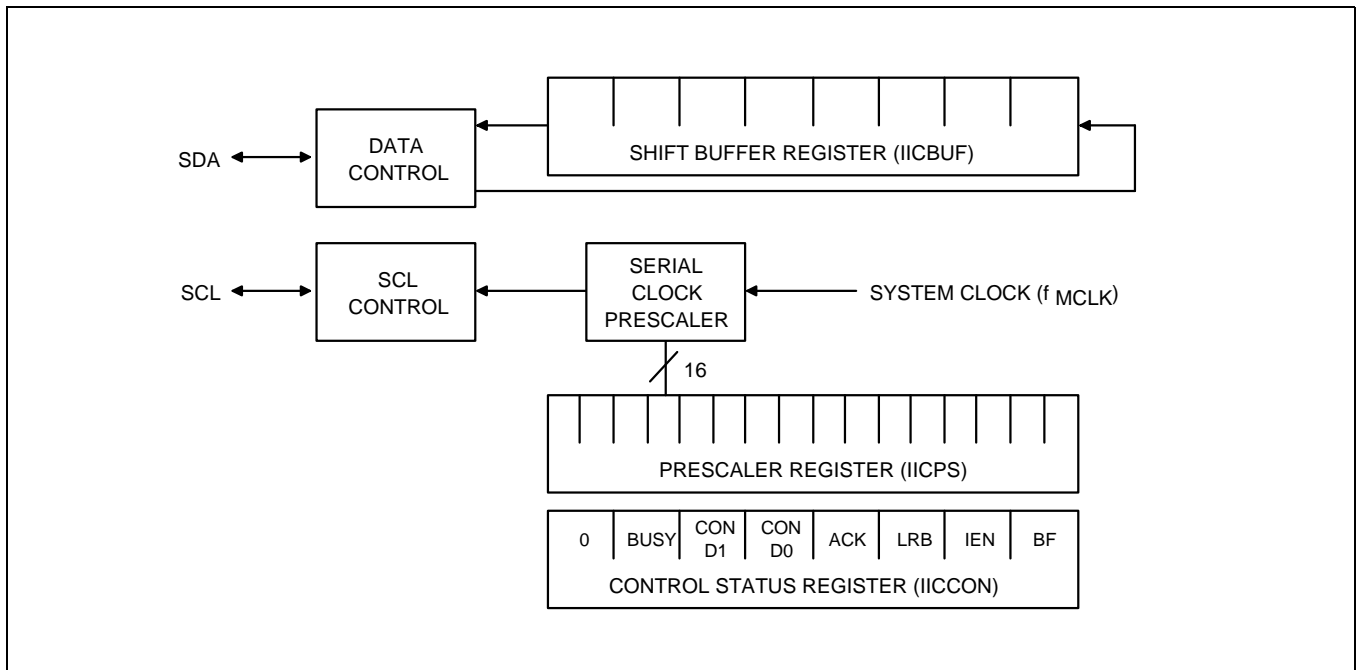 SDA
DATA
CONTROL
SHIFT BUFFER REGISTER (IICBUF)
SCL
SCL
CONTROL
SERIAL
CLOCK
PRESCALER
SYSTEM CLOCK (f MCLK)
16
PRESCALER REGISTER (IICPS)
0
BUSY
CON
D1
CON
D0
ACK
LRB
IEN
BF
CONTROL STATUS REGISTER (IICCON)